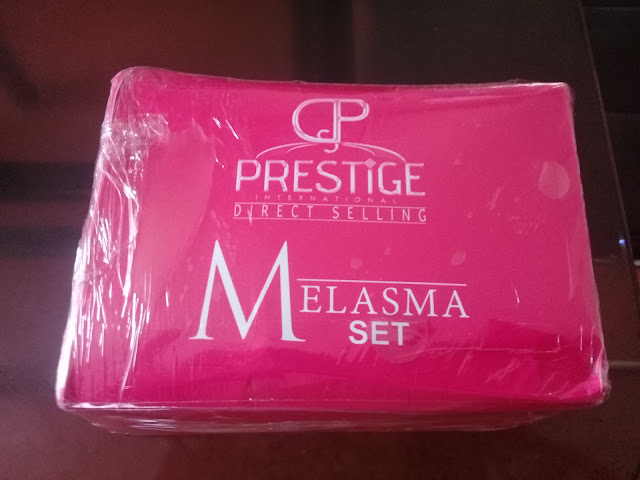 PRESTiGE
INTERNATIONAL
DIRECT SELLING
MELASMA
SET